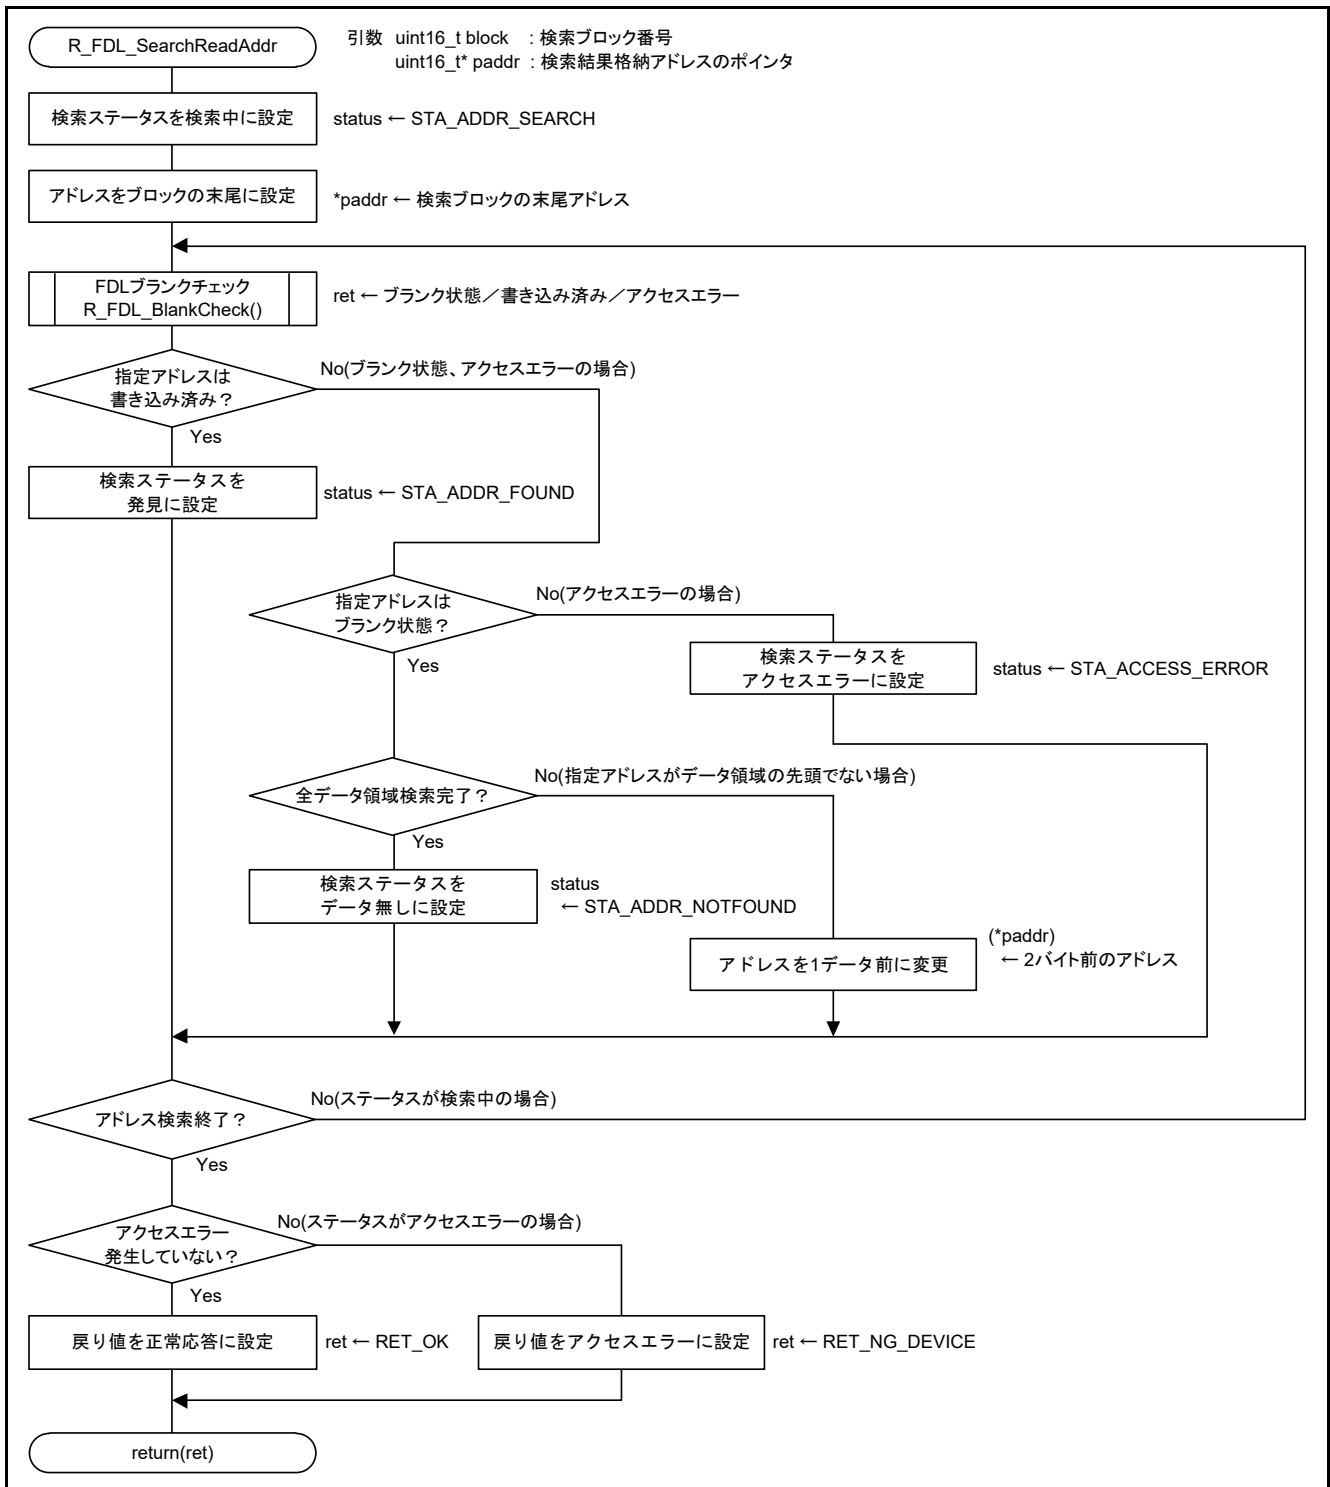 R_FDL_SearchReadAddr
引数 uint16_t block : 検索ブロック番号
uint16_t* paddr : 検索結果格納アドレスのポインタ
検索ステータスを検索中に設定
status ← STA_ADDR_SEARCH
アドレスをブロックの末尾に設定
*paddr ← 検索ブロックの末尾アドレス
FDLブランクチェック
R_FDL_BlankCheck()
ret ← ブランク状態／書き込み済み／アクセスエラー
指定アドレスは
書き込み済み？
No(ブランク状態、アクセスエラーの場合)
Yes
検索ステータスを
発見に設定
status ← STA_ADDR_FOUND
指定アドレスは
ブランク状態？
No(アクセスエラーの場合)
Yes
検索ステータスを
アクセスエラーに設定
status ← STA_ACCESS_ERROR
全データ領域検索完了？
No(指定アドレスがデータ領域の先頭でない場合)
Yes
検索ステータスを
データ無しに設定
status
← STA_ADDR_NOTFOUND
アドレスを1データ前に変更
(*paddr)
← 2バイト前のアドレス
アドレス検索終了？
No(ステータスが検索中の場合)
Yes
アクセスエラー
発生していない？
No(ステータスがアクセスエラーの場合)
Yes
戻り値を正常応答に設定
ret ← RET_OK
戻り値をアクセスエラーに設定
ret ← RET_NG_DEVICE
return(ret)